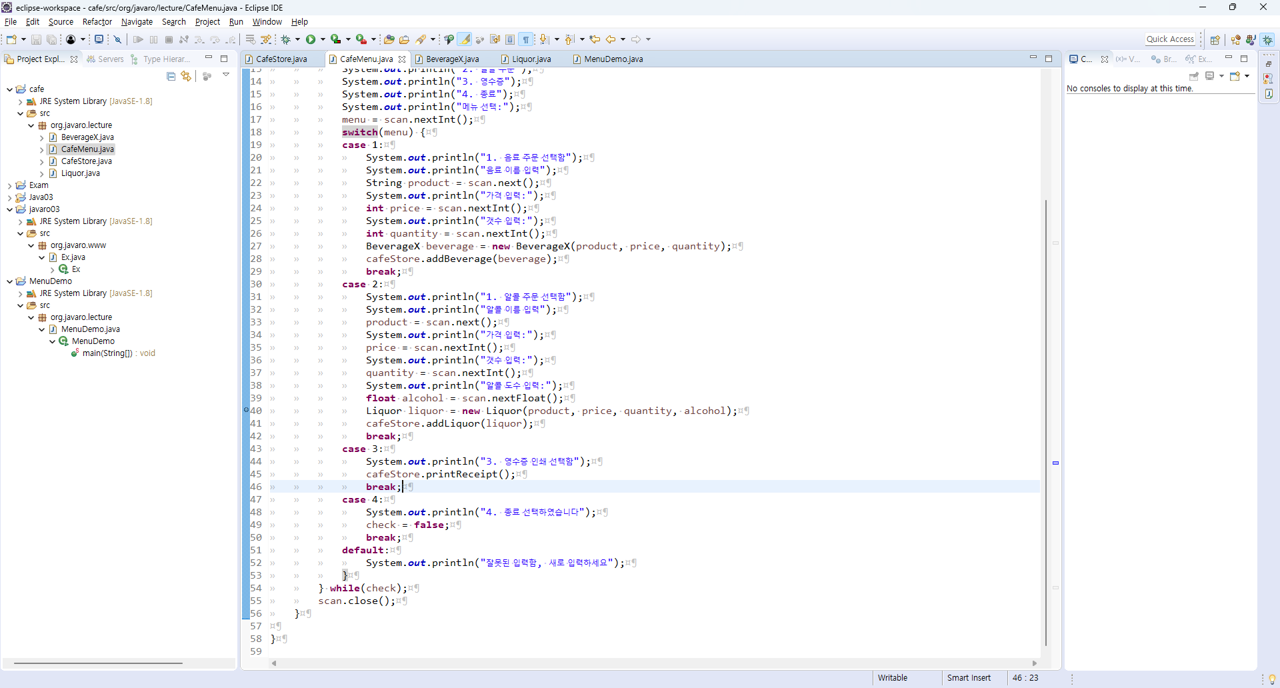 eclipse-workspace - cafe/src/org/javaro/lecture/CafeMenu.java - Eclipse IDE
File Edit Source Refactor Navigate Search Project Run Window Help
Quick Access
Project Expl... Servers Type Hierar...
CafeStore.java CafeMenu.java BeverageX.java Liquor.java MenuDemo.java
C... V... Br... Ex...
No consoles to display at this time.
cafe
JRE System Library [JavaSE-1.8]
src
org.javaro.lecture
BeverageX.java
CafeMenu.java
CafeStore.java
Liquor.java
Exam
Java03
javaro03
JRE System Library [JavaSE-1.8]
src
org.javaro.www
Ex.java
Ex
MenuDemo
JRE System Library [JavaSE-1.8]
src
org.javaro.lecture
MenuDemo.java
MenuDemo
main(String[]) : void
13 System.out.println("2. 알콜 주문");
14 System.out.println("3. 영수증");
15 System.out.println("4. 종료");
16 System.out.println("메뉴 선택:");
17 menu = scan.nextInt();
18 switch(menu) {
19 case 1:
20 System.out.println("1. 음료 주문 선택함");
21 System.out.println("음료 이름 입력");
22 String product = scan.next();
23 System.out.println("가격 입력:");
24 int price = scan.nextInt();
25 System.out.println("갯수 입력:");
26 int quantity = scan.nextInt();
27 BeverageX beverage = new BeverageX(product, price, quantity);
28 cafeStore.addBeverage(beverage);
29 break;
30 case 2:
31 System.out.println("1. 알콜 주문 선택함");
32 System.out.println("알콜 이름 입력");
33 product = scan.next();
34 System.out.println("가격 입력:");
35 price = scan.nextInt();
36 System.out.println("갯수 입력:");
37 quantity = scan.nextInt();
38 System.out.println("알콜 도수 입력:");
39 float alcohol = scan.nextFloat();
40 Liquor liquor = new Liquor(product, price, quantity, alcohol);
41 cafeStore.addLiquor(liquor);
42 break;
43 case 3:
44 System.out.println("3. 영수증 인쇄 선택함");
45 cafeStore.printReceipt();
46 break;
47 case 4:
48 System.out.println("4. 종료 선택하였습니다");
49 check = false;
50 break;
51 default:
52 System.out.println("잘못된 입력함, 새로 입력하세요");
53 }
54 } while(check);
55 scan.close();
56 }
57
58 }
59
Writable Smart Insert 46 : 23